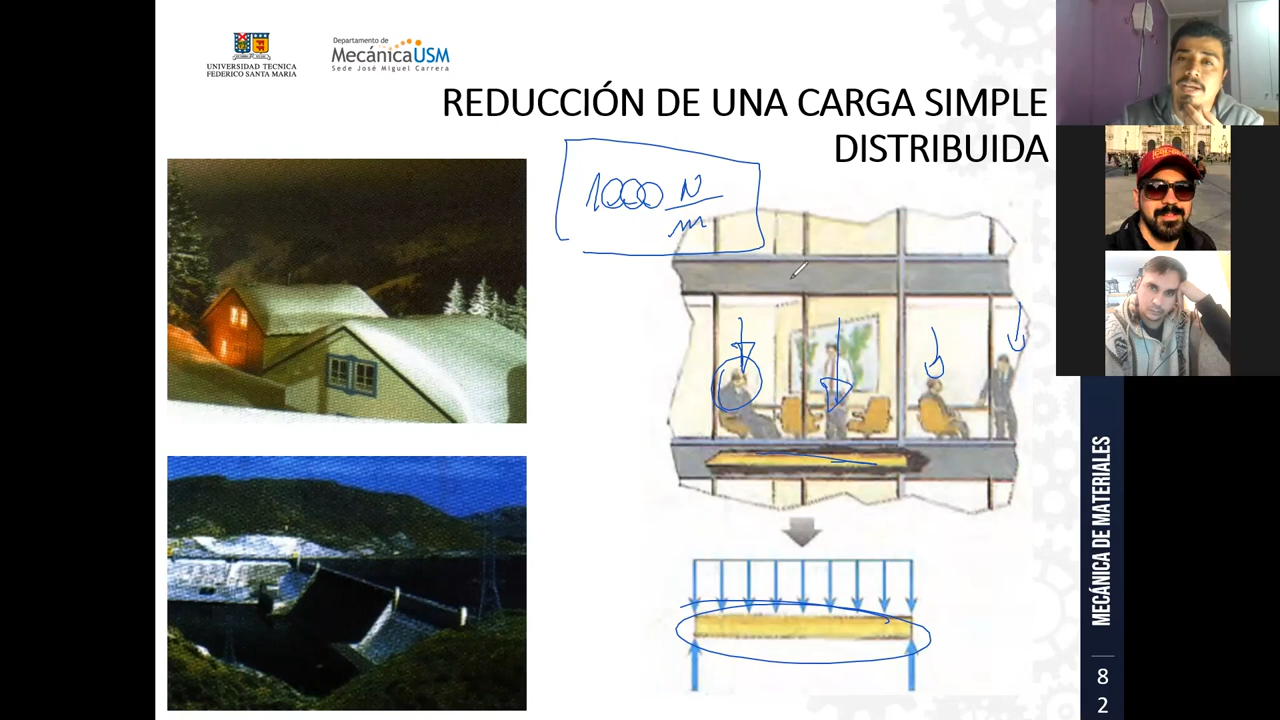 UNIVERSIDAD TECNICA
FEDERICO SANTA MARIA
Departamento de
MecánicaUSM
Sede José Miguel Carrera
REDUCCIÓN DE UNA CARGA SIMPLE
DISTRIBUIDA
1000 N/m
MECÁNICA DE MATERIALES
8
2